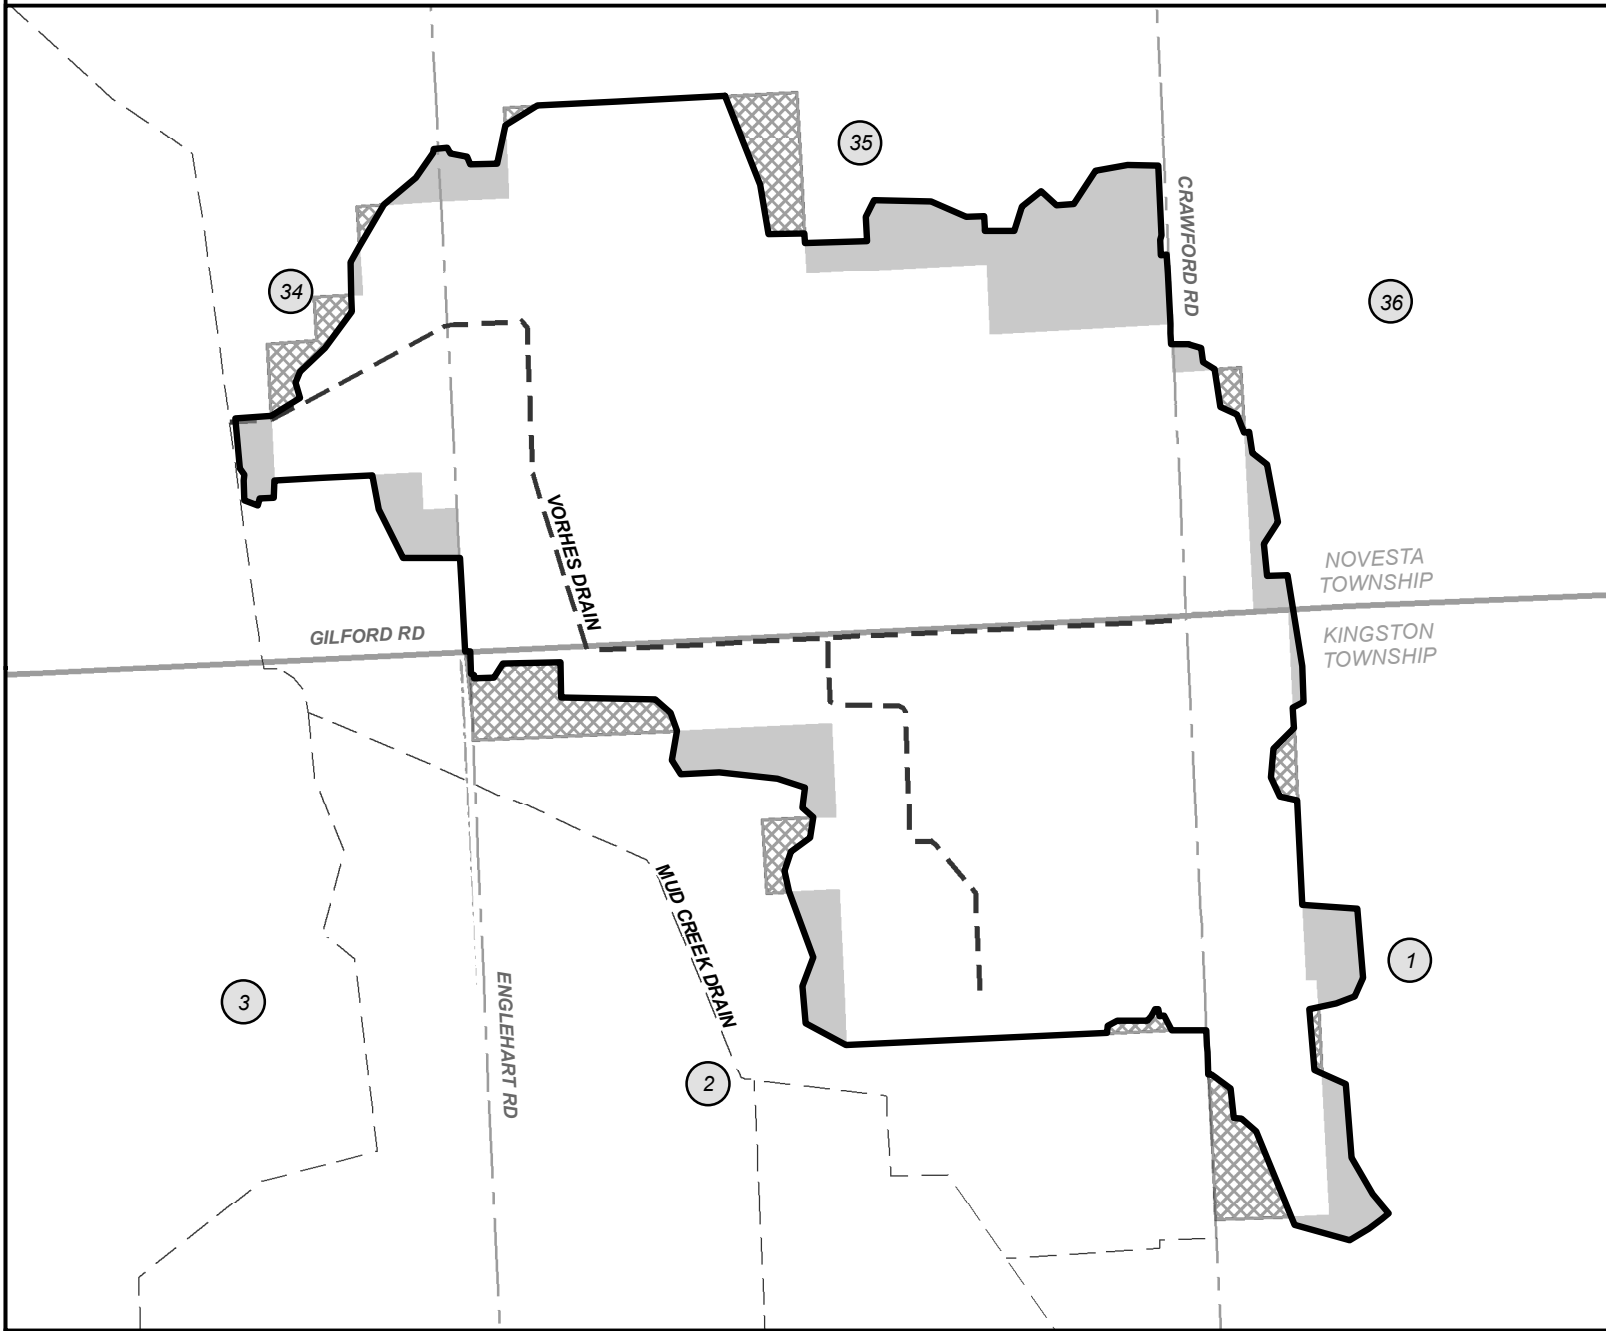 35
CRAWFORD RD
34
36
VORHES DRAIN
NOVESTA
TOWNSHIP
GILFORD RD
KINGSTON
TOWNSHIP
MUD CREEK DRAIN
1
3
ENGLEHART RD
2